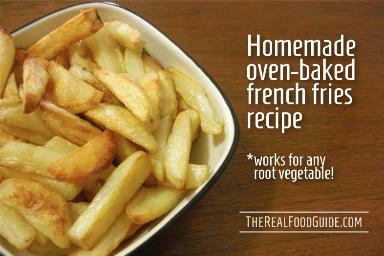 Homemade
oven-baked
french fries
recipe
*works for any
root vegetable!
TheRealFoodGuide.com